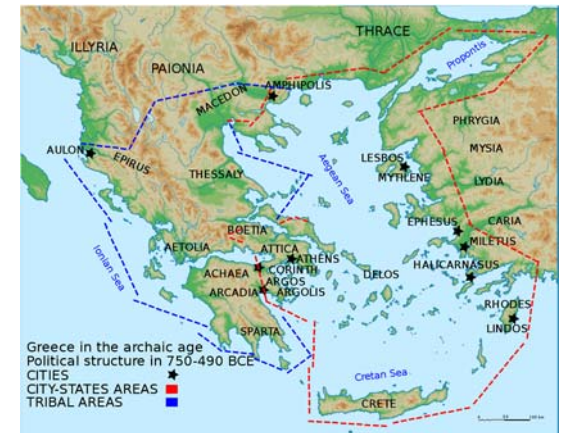 THRACE
ILLYRIA
Propontis
PAIONIA
AMPHIPOLIS
MACEDON
PHRYGIA
AULON
EPIRUS
MYSIA
LESBOS
THESSALY
Aegean Sea
MYTILENE
LYDIA
BOETIA
EPHESUS
CARIA
AETOLIA
ATTICA
MILETUS
Ionian Sea
ATHENS
ACHAEA
CORINTH
DELOS
HALICARNASUS
ARGOS
ARCADIA
ARGOLIS
RHODES
SPARTA
LINDOS
Greece in the archaic age
Political structure in 750-490 BCE
CITIES
CITY-STATES AREAS
TRIBAL AREAS
Cretan Sea
CRETE